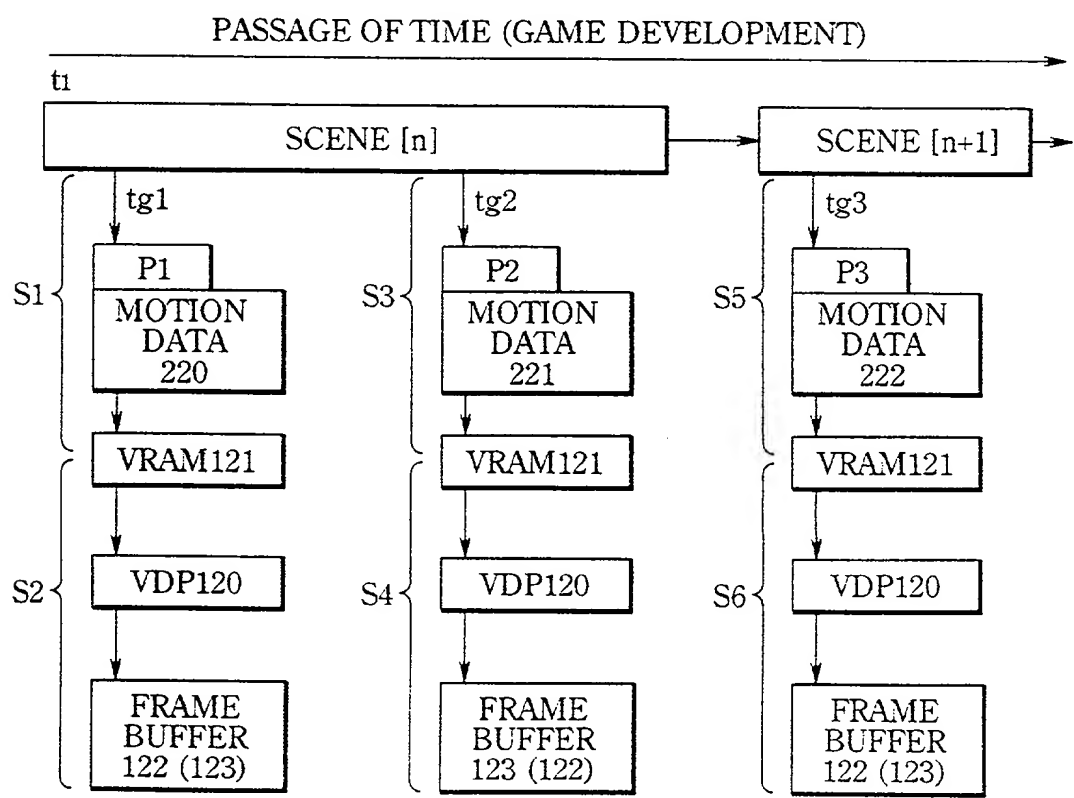 PASSAGE OF TIME (GAME DEVELOPMENT)
t1
SCENE [n]
SCENE [n+1]
tg1
tg2
tg3
P1
P2
P3
S1
S3
S5
MOTION
DATA
220
MOTION
DATA
221
MOTION
DATA
222
VRAM121
VRAM121
VRAM121
S2
S4
S6
VDP120
VDP120
VDP120
FRAME
BUFFER
122 (123)
FRAME
BUFFER
123 (122)
FRAME
BUFFER
122 (123)